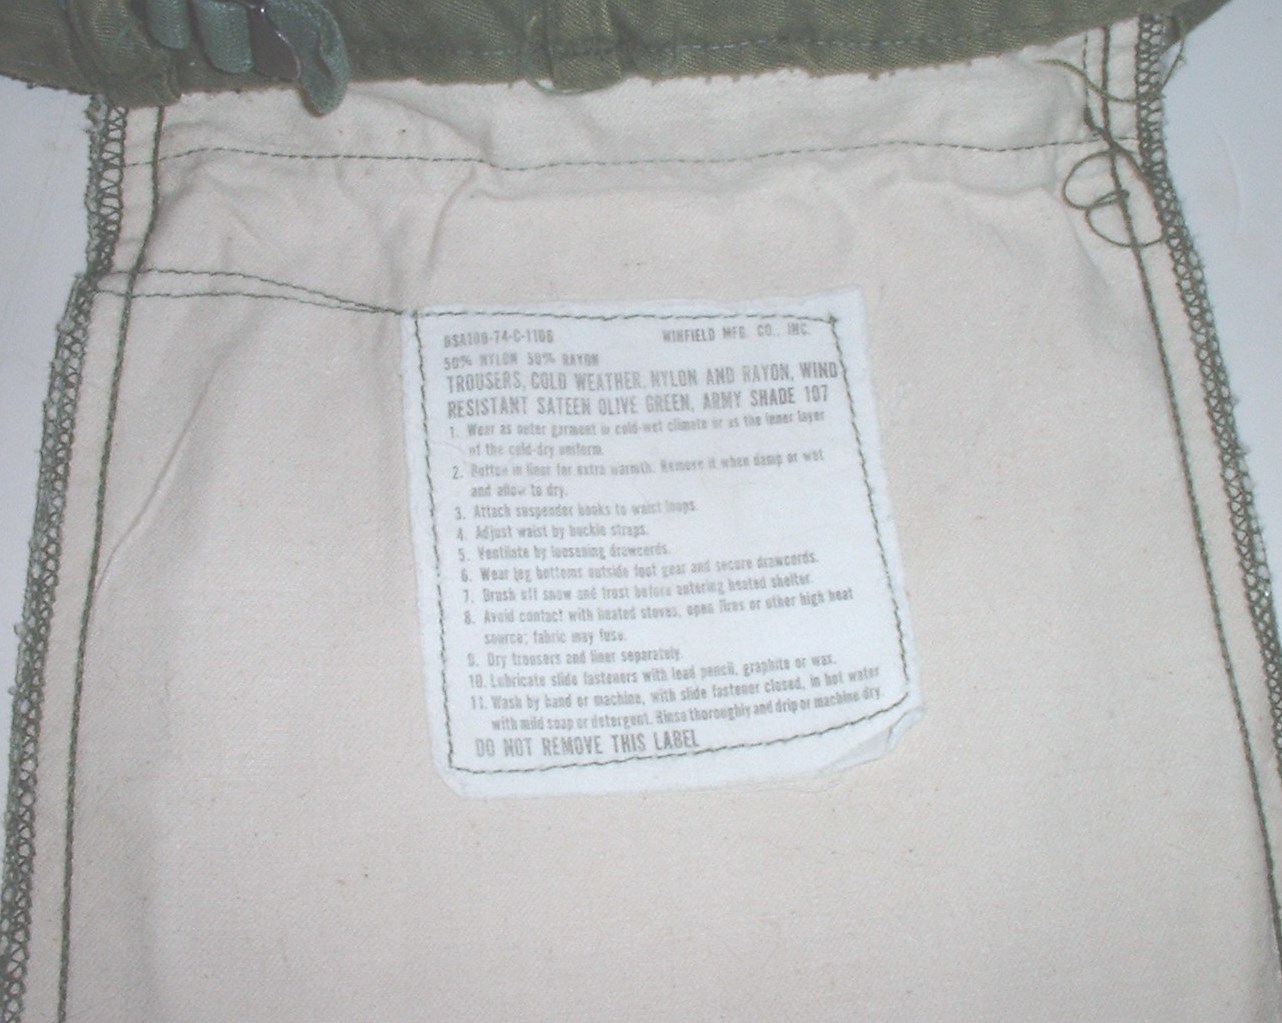 DSA100-74-C-1106 WINFIELD MFG. CO., INC.
50% NYLON 50% RAYON
TROUSERS, COLD WEATHER, NYLON AND RAYON, WIND
RESISTANT SATEEN OLIVE GREEN, ARMY SHADE 107
1. Wear as outer garment in cold-wet climate or as the inner layer
of the cold-dry uniform.
2. Button in liner for extra warmth. Remove it when damp or wet
and allow to dry.
3. Attach suspender hooks to waist loops.
4. Adjust waist by buckle straps.
5. Ventilate by loosening drawcords.
6. Wear leg bottoms outside foot gear and secure drawcords.
7. Brush off snow and frost before entering heated shelter.
8. Avoid contact with heated stoves, open fires or other high heat
source; fabric may fuse.
9. Dry trousers and liner separately.
10. Lubricate slide fasteners with lead pencil, graphite or wax.
11. Wash by hand or machine, with slide fastener closed, in hot water
with mild soap or detergent. Rinse thoroughly and drip or machine dry.
DO NOT REMOVE THIS LABEL